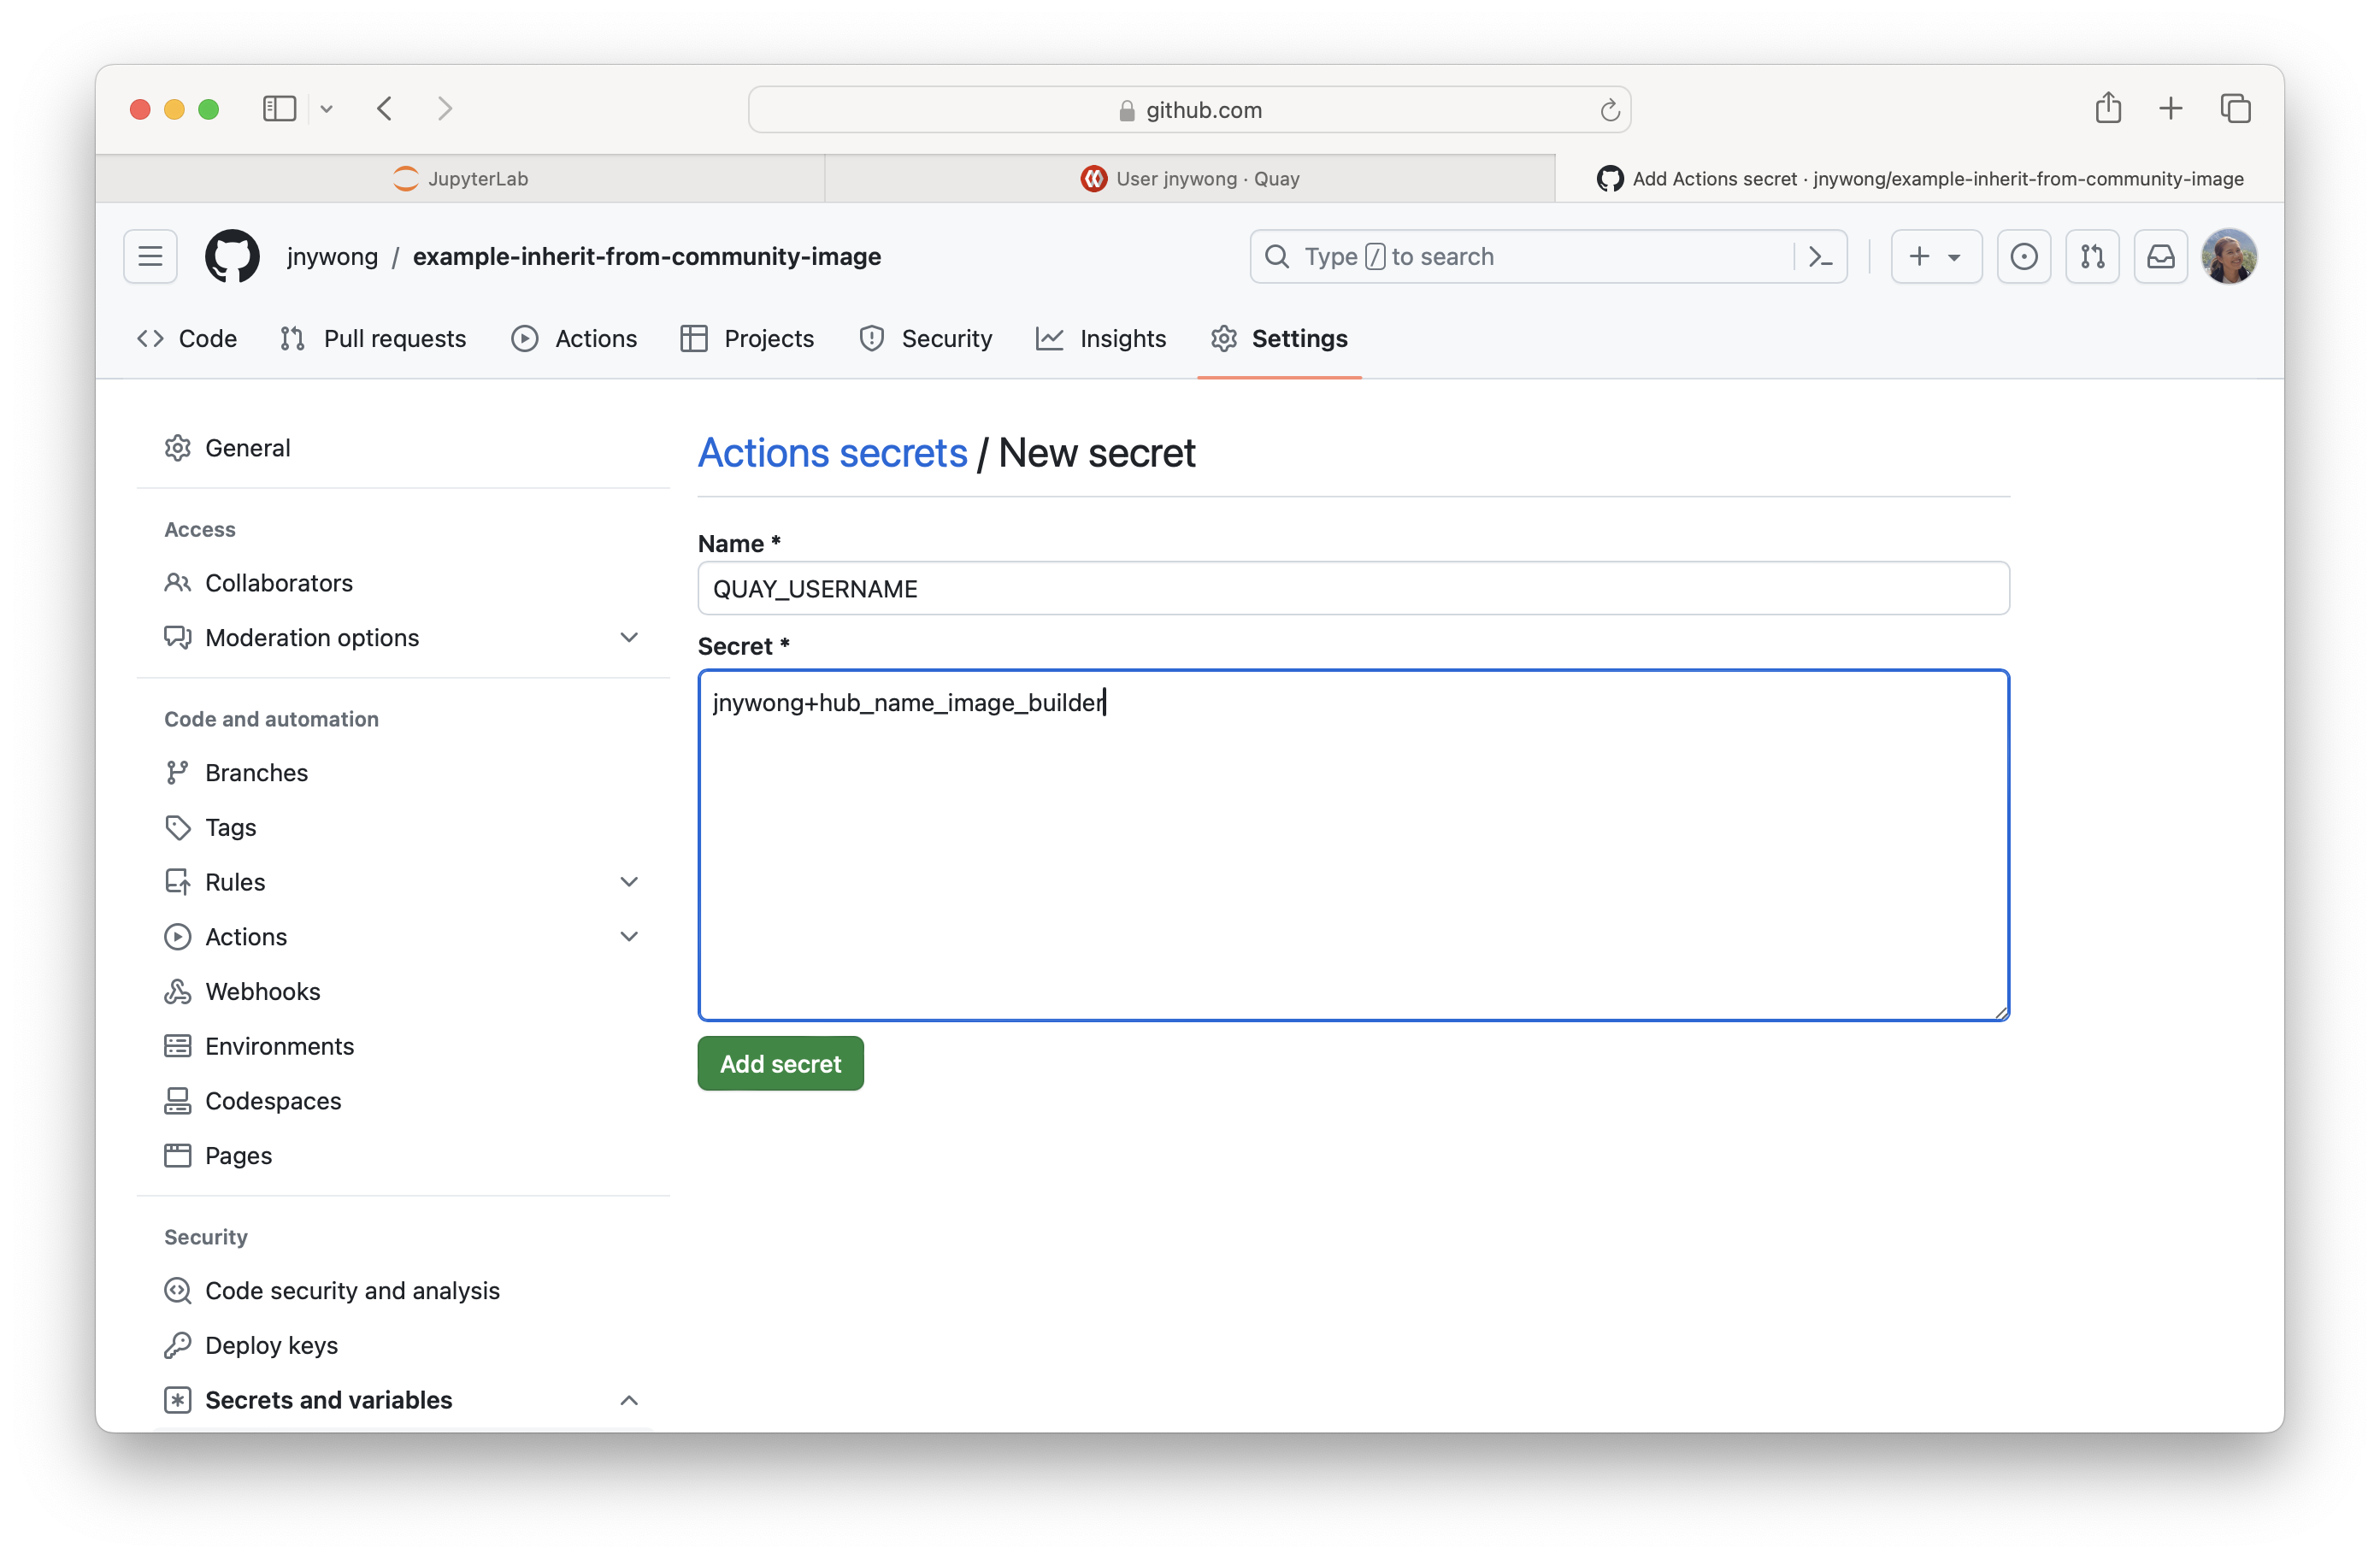 github.com
JupyterLab
User jnywong · Quay
Add Actions secret · jnywong/example-inherit-from-community-image
jnywong / example-inherit-from-community-image
Type / to search
Code
Pull requests
Actions
Projects
Security
Insights
Settings
General
Access
Collaborators
Moderation options
Code and automation
Branches
Tags
Rules
Actions
Webhooks
Environments
Codespaces
Pages
Security
Code security and analysis
Deploy keys
Secrets and variables
Actions secrets / New secret
Name *
QUAY_USERNAME
Secret *
jnywong+hub_name_image_builder
Add secret